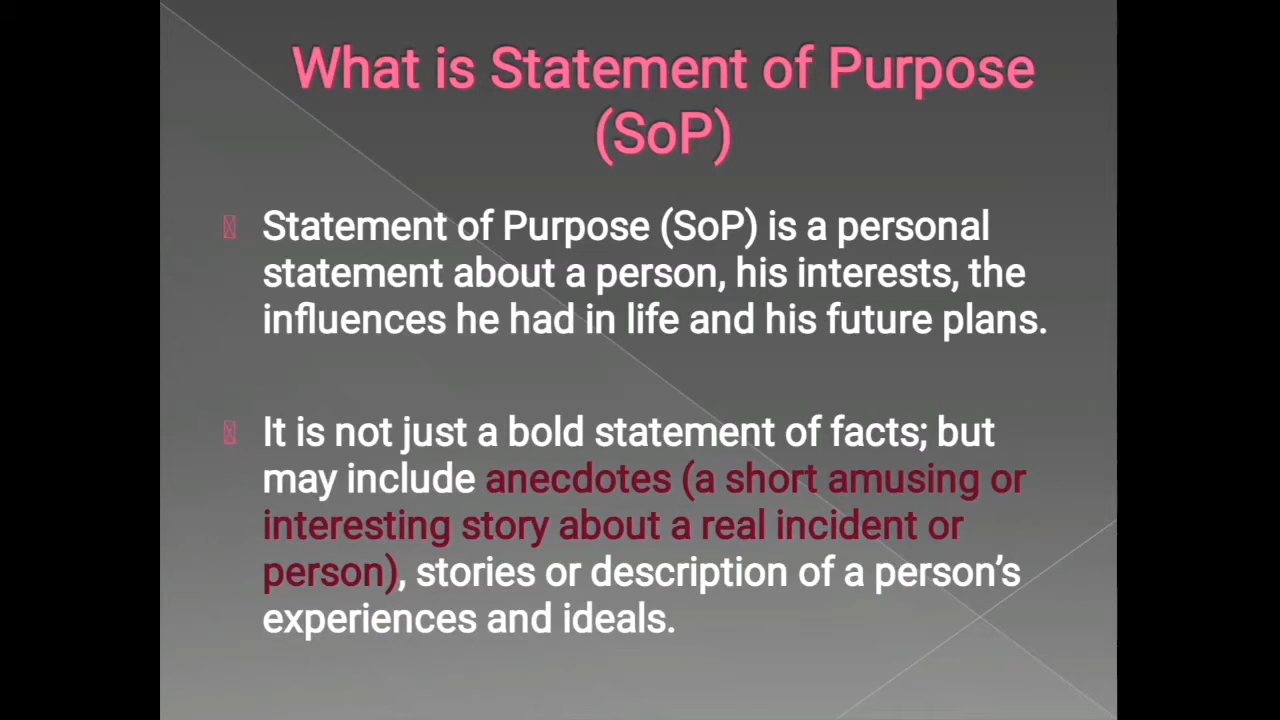 What is Statement of Purpose
(SoP)
Statement of Purpose (SoP) is a personal
statement about a person, his interests, the
influences he had in life and his future plans.
It is not just a bold statement of facts; but
may include anecdotes (a short amusing or
interesting story about a real incident or
person), stories or description of a person's
experiences and ideals.